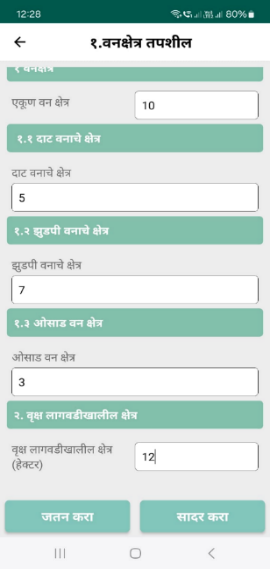 12:28
80%
१.वनक्षेत्र तपशील
१ वनक्षेत्र
एकूण वन क्षेत्र
10
१.१ दाट वनाचे क्षेत्र
दाट वनाचे क्षेत्र
5
१.२ झुडपी वनाचे क्षेत्र
झुडपी वनाचे क्षेत्र
7
१.३ ओसाड वन क्षेत्र
ओसाड वन क्षेत्र
3
२. वृक्ष लागवडीखालील क्षेत्र
वृक्ष लागवडीखालील क्षेत्र
(हेक्टर)
12
जतन करा
सादर करा